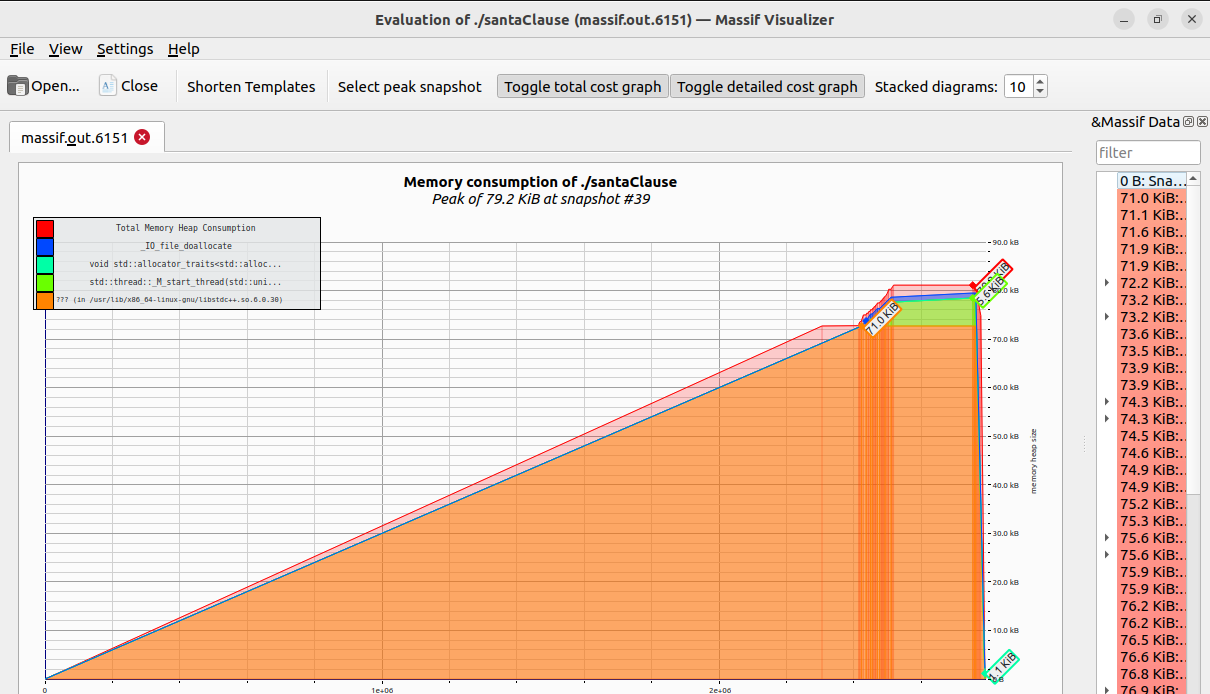 Evaluation of ./santaClause (massif.out.6151) — Massif Visualizer
File View Settings Help
Open... Close Shorten Templates Select peak snapshot Toggle total cost graph Toggle detailed cost graph Stacked diagrams: 10
massif.out.6151
&Massif Data
filter
Memory consumption of ./santaClause
Peak of 79.2 KiB at snapshot #39
Total Memory Heap Consumption
_IO_file_doallocate
void std::allocator_traits<std::alloc...
std::thread::_M_start_thread(std::uni...
??? (in /usr/lib/x86_64-linux-gnu/libstdc++.so.6.0.30)
90.0 kB
70.0 kB
60.0 kB
50.0 kB
40.0 kB
30.0 kB
20.0 kB
10.0 kB
memory heap size
71.0 KiB
5.6 KiB
0
1e+06
2e+06
0 B: Sna...
71.0 KiB:...
71.1 KiB:...
71.6 KiB:...
71.9 KiB:...
71.9 KiB:...
72.2 KiB:...
73.2 KiB:...
73.2 KiB:...
73.6 KiB:...
73.5 KiB:...
73.9 KiB:...
73.9 KiB:...
74.3 KiB:...
74.3 KiB:...
74.5 KiB:...
74.6 KiB:...
74.9 KiB:...
74.9 KiB:...
75.2 KiB:...
75.3 KiB:...
75.6 KiB:...
75.6 KiB:...
75.9 KiB:...
75.9 KiB:...
76.2 KiB:...
76.2 KiB:...
76.5 KiB:...
76.6 KiB:...
76.8 KiB:...
76.9 KiB:...